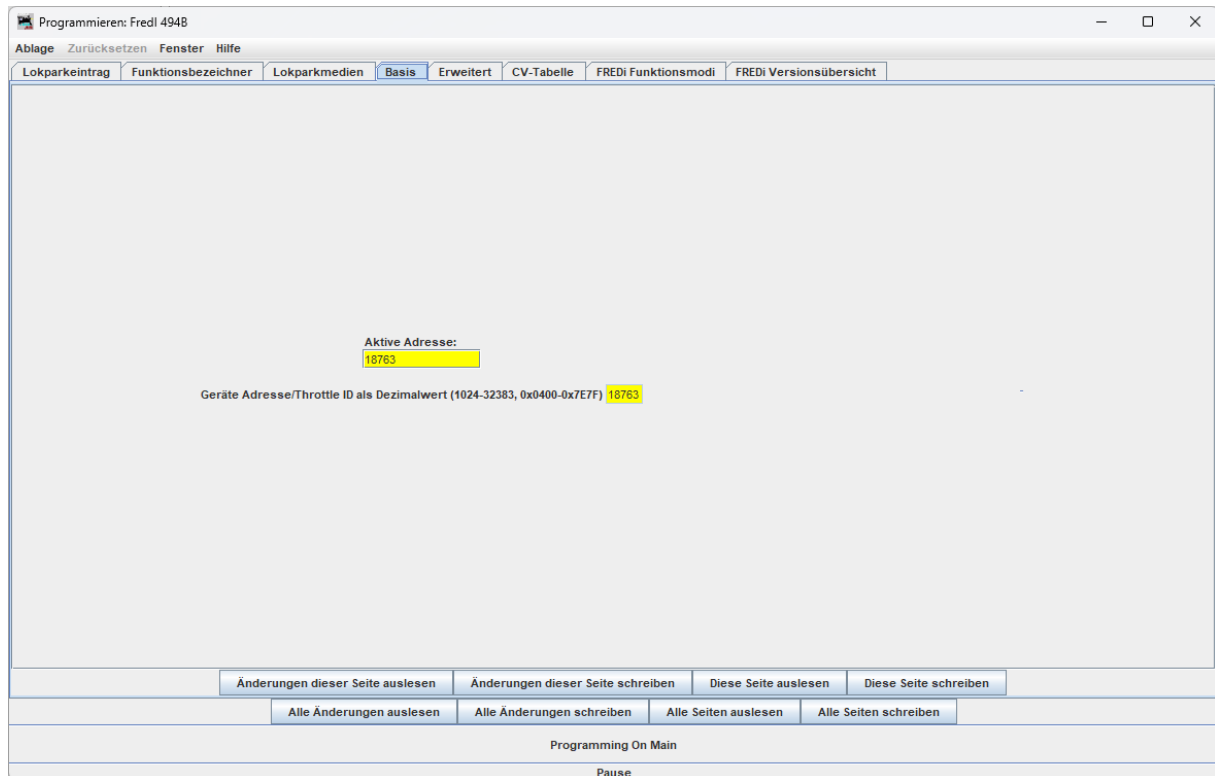 Programmieren: FredI 494B
Ablage Zurücksetzen Fenster Hilfe
Lokparkeintrag Funktionsbezeichner Lokparkmedien Basis Erweitert CV-Tabelle FREDi Funktionsmodi FREDi Versionsübersicht
Aktive Adresse:
18763
Geräte Adresse/Throttle ID als Dezimalwert (1024-32383, 0x0400-0x7E7F) 18763
Änderungen dieser Seite auslesen Änderungen dieser Seite schreiben Diese Seite auslesen Diese Seite schreiben
Alle Änderungen auslesen Alle Änderungen schreiben Alle Seiten auslesen Alle Seiten schreiben
Programming On Main
Pause